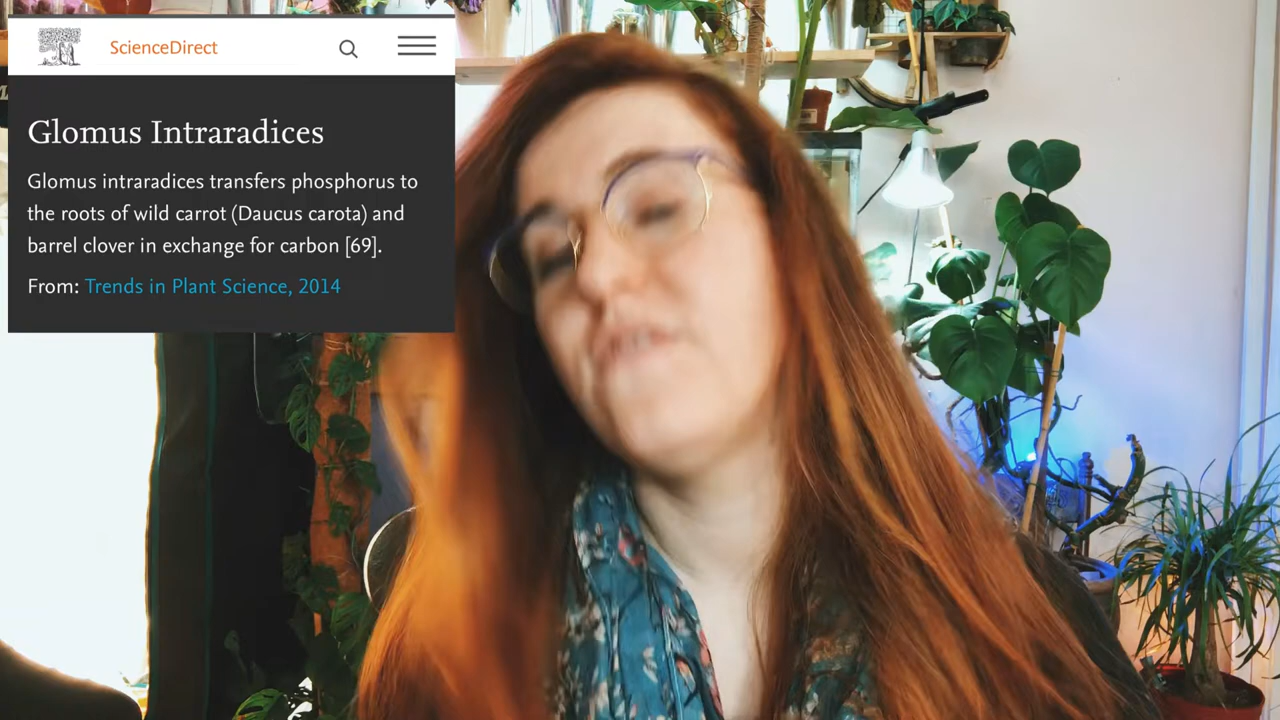 ScienceDirect
Glomus Intraradices
Glomus intraradices transfers phosphorus to
the roots of wild carrot (Daucus carota) and
barrel clover in exchange for carbon [69].
From: Trends in Plant Science, 2014